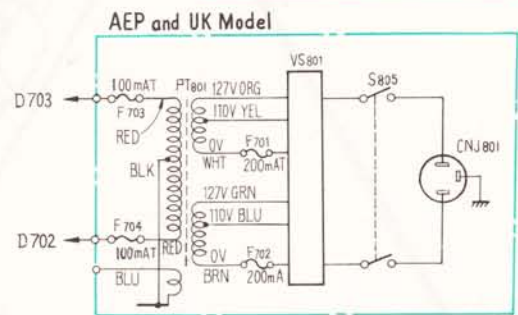 AEP and UK Model
VS801
100mAT
PT801
127V ORG
S805
D703
110V YEL
F703
CNJ801
RED
F701
0V
WHT
200mAT
BLK
127V GRN
110V BLU
F704
D702
RED
0V
F702
100mAT
BLU
BRN
200mA